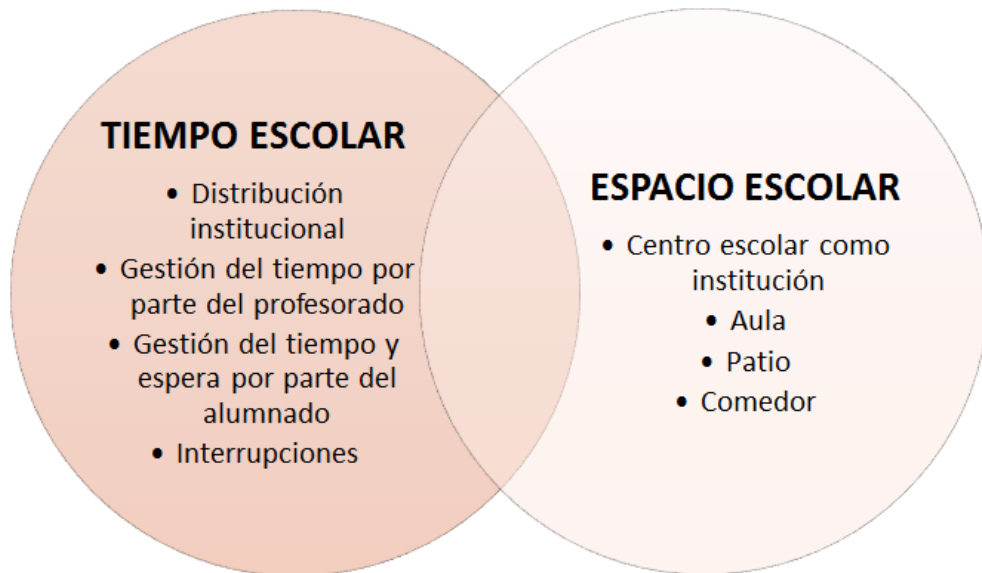 TIEMPO ESCOLAR
• Distribución
institucional
• Gestión del tiempo por
parte del profesorado
• Gestión del tiempo y
espera por parte del
alumnado
• Interrupciones
ESPACIO ESCOLAR
• Centro escolar como
institución
• Aula
• Patio
• Comedor